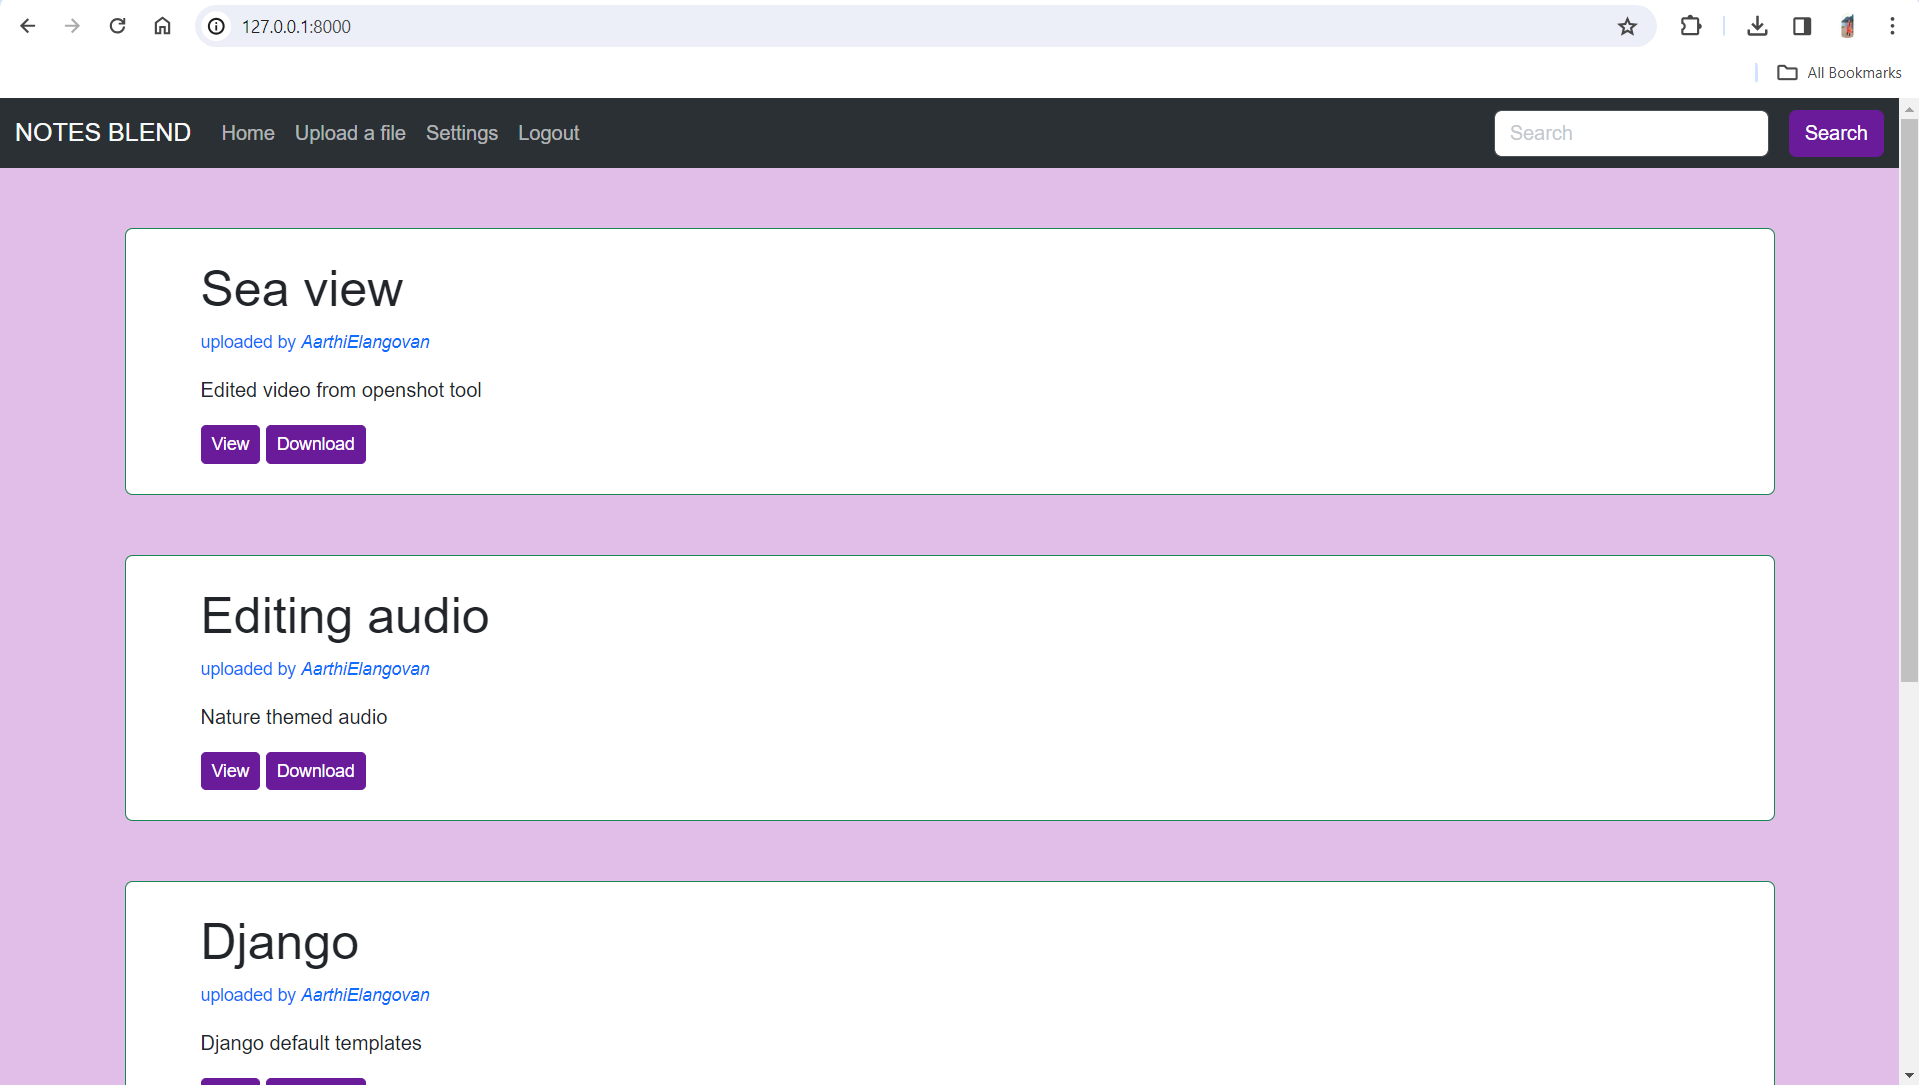 127.0.0.1:8000
All Bookmarks
NOTES BLEND Home Upload a file Settings Logout Search Search
Sea view
uploaded by AarthiElangovan
Edited video from openshot tool
View Download
Editing audio
uploaded by AarthiElangovan
Nature themed audio
View Download
Django
uploaded by AarthiElangovan
Django default templates